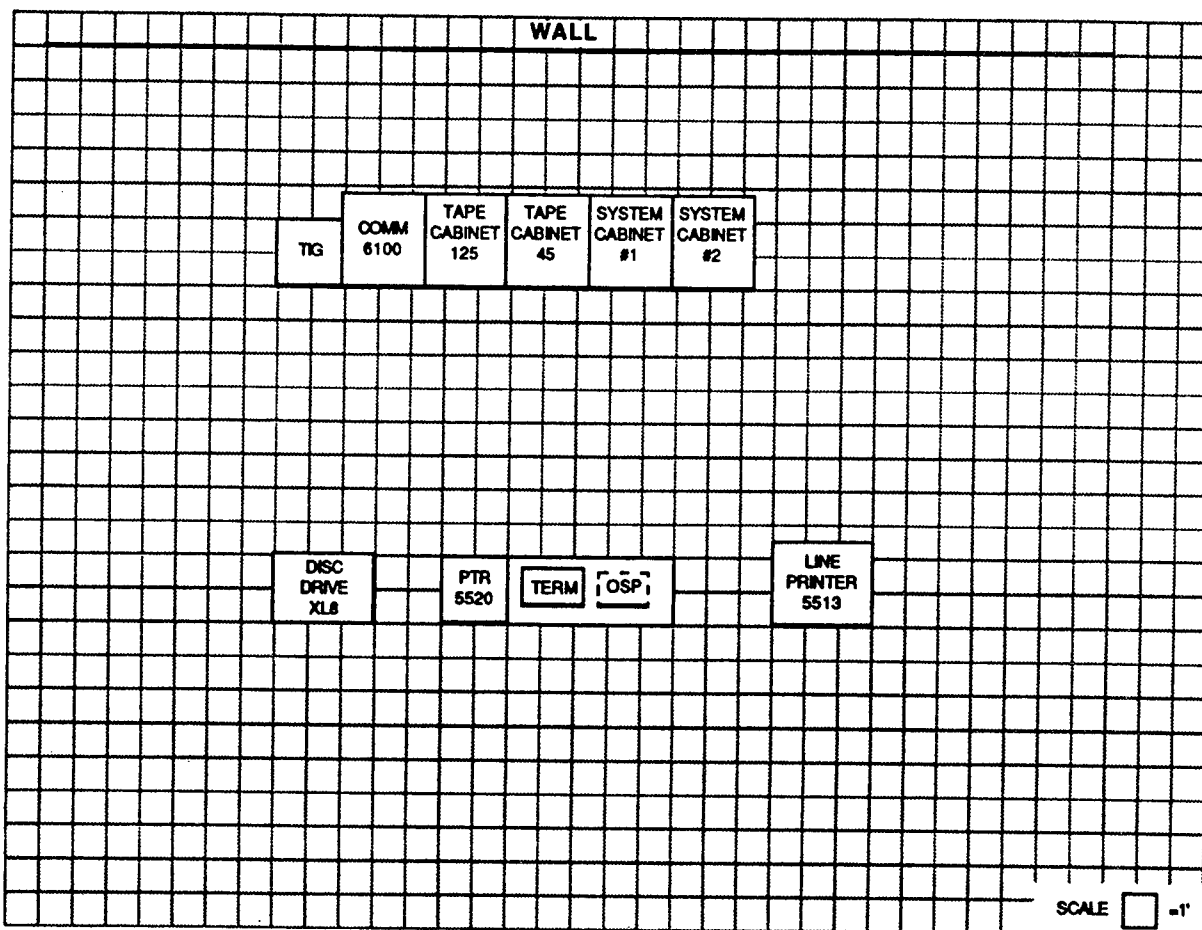 WALL
TIG
COMM
6100
TAPE
CABINET
125
TAPE
CABINET
45
SYSTEM
CABINET
#1
SYSTEM
CABINET
#2
DISC
DRIVE
XL8
PTR
5520
TERM
OSP
LINE
PRINTER
5513
SCALE =1'